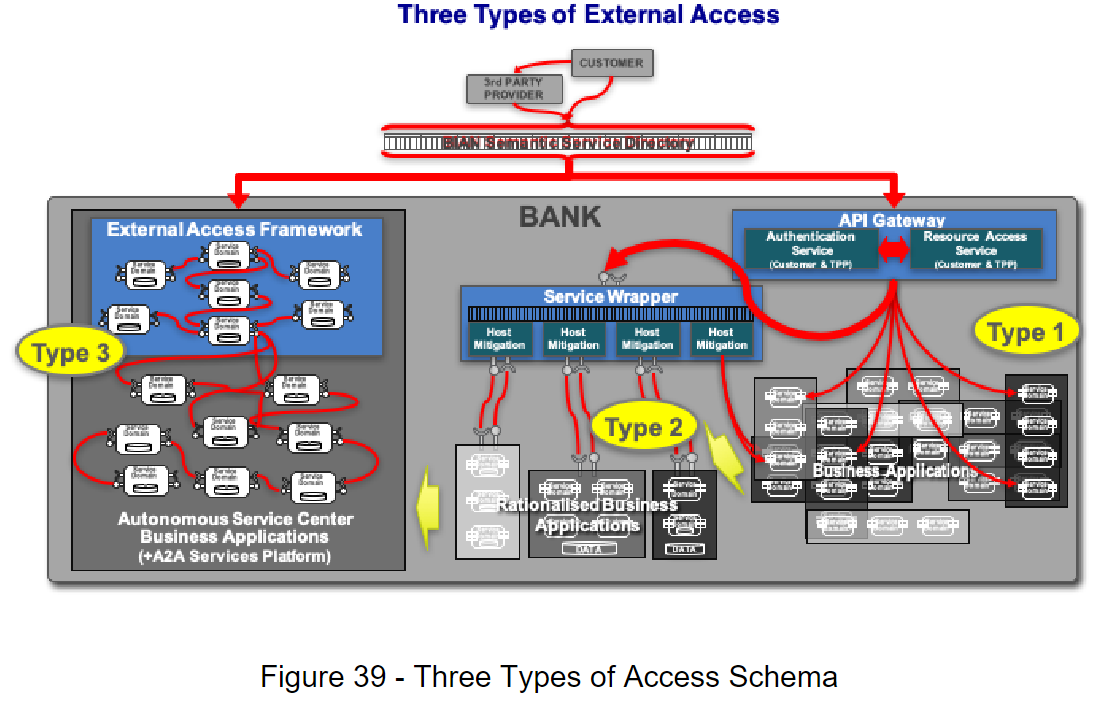 Three Types of External Access
CUSTOMER
3rd PARTY
PROVIDER
BIAN Semantic Service Directory
BANK
External Access Framework
Service
Domain
Service
Domain
Service
Domain
Service
Domain
Service
Domain
Service
Domain
Service
Domain
Type 3
Service
Domain
Service
Domain
Service
Domain
Service
Domain
Service
Domain
Service
Domain
Service
Domain
Service
Domain
Autonomous Service Center
Business Applications
(+A2A Services Platform)
Service Wrapper
Host
Mitigation
Host
Mitigation
Host
Mitigation
Host
Mitigation
Type 2
Rationalised Business
Applications
DATA
DATA
API Gateway
Authentication
Service
(Customer & TPP)
Resource Access
Service
(Customer & TPP)
Type 1
Business Applications
Figure 39 - Three Types of Access Schema